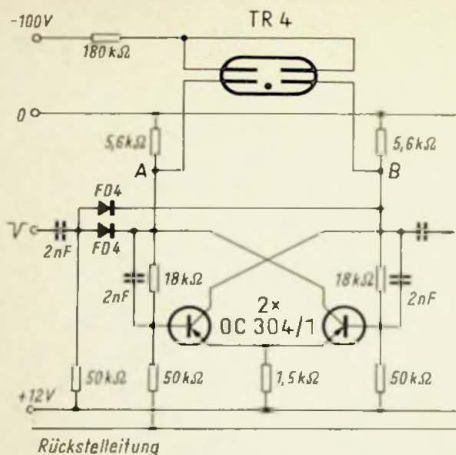 -100V
TR 4
180kΩ
0
5,6kΩ
5,6kΩ
A
B
FD4
FD4
2nF
18kΩ
18kΩ
2nF
2nF
2×
OC 304/1
50kΩ
50kΩ
1,5kΩ
50kΩ
+12V
Rückstelleitung